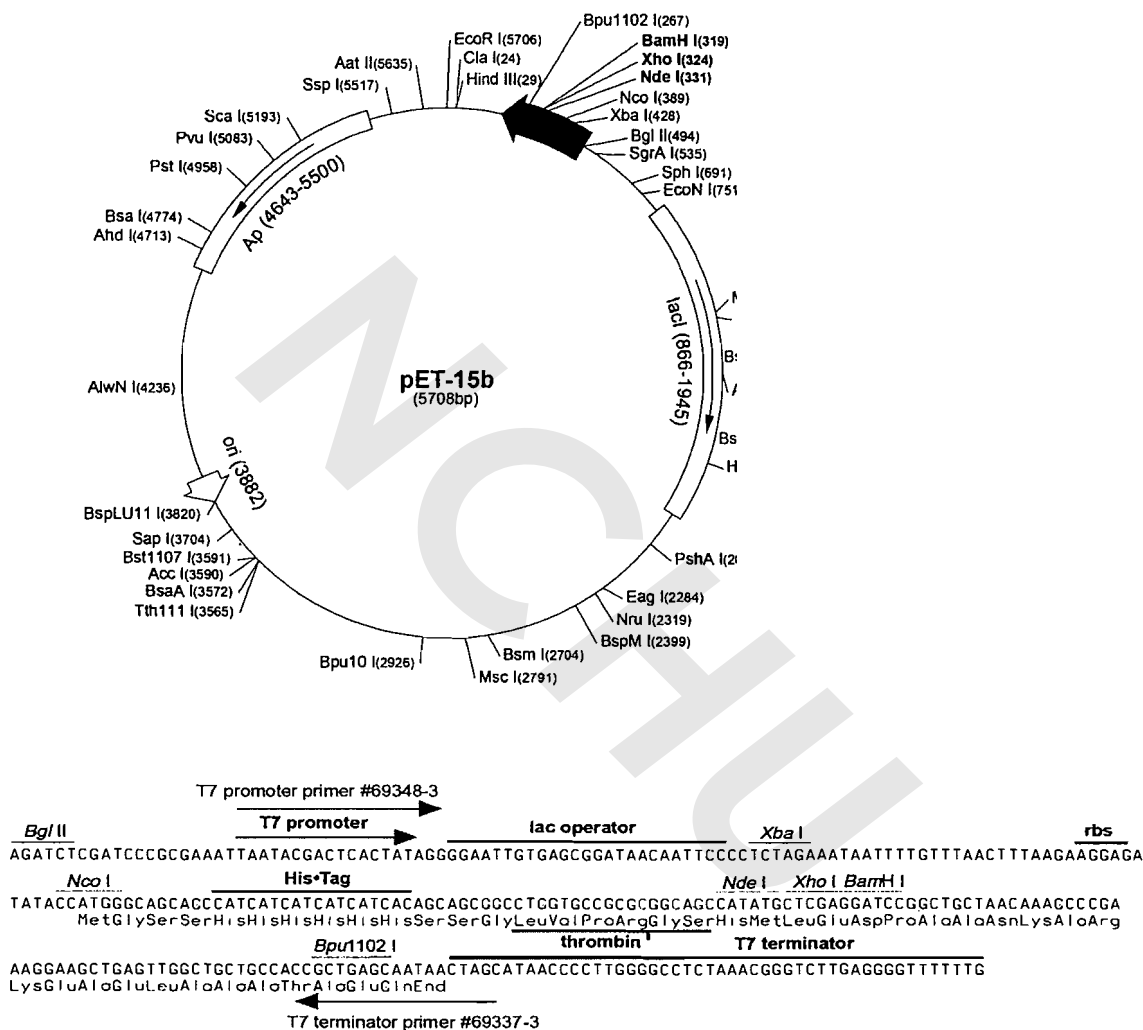 Bpu1102 I(267)
EcoR I(5706)
BamH I(319)
Cla I(24)
Xho I(324)
Aat II(5635)
Nde I(331)
Hind III(29)
Ssp I(5517)
Nco I(389)
Xba I(428)
Sca I(5193)
Bgl II(494)
Pvu I(5083)
SgrA I(535)
Pst I(4958)
Sph I(691)
EcoN I(751
Ap (4643-5500)
Bsa I(4774)
Ahd I(4713)
lacI (866-1945)
pET-15b
(5708bp)
AlwN I(4236)
ori (3882)
BspLU11 I(3820)
Sap I(3704)
Bst1107 I(3591)
Acc I(3590)
BsaA I(3572)
Tth111 I(3565)
PshA I(20
Eag I(2284)
Nru I(2319)
BspM I(2399)
Bsm I(2704)
Bpu10 I(2926)
Msc I(2791)
NCHU
T7 promoter primer #69348-3
Bgl II T7 promoter lac operator Xba I rbs
AGATCTCGATCCCGCGAAATTAATACGACTCACTATAGGGGAATTGTGAGCGGATAACAATTCCCCTCTAGAAATAATTTTGTTTAACTTTAAGAAGGAGA
Nco I His•Tag Nde I Xho I BamH I
TATACCATGGGCAGCAGCCATCATCATCATCATCACAGCAGCGGCCTGGTGCCGCGCGGCAGCCATATGCTCGAGGATCCGGCTGCTAACAAAGCCCGA
MetGlySerSerHisHisHisHisHisHisSerSerGlyLeuValProArgGlySerHisMetLeuGluAspProAlaAlaAsnLysAlaArg
Bpu1102 I thrombin T7 terminator
AAGGAAGCTGAGTTGGCTGCTGCCACCGCTGAGCAATAACTAGCATAACCCCTTGGGGCCTCTAAACGGGTCTTGAGGGGTTTTTTG
LysGluAlaGluLeuAlaAlaAlaThrAlaGluGlnEnd
T7 terminator primer #69337-3